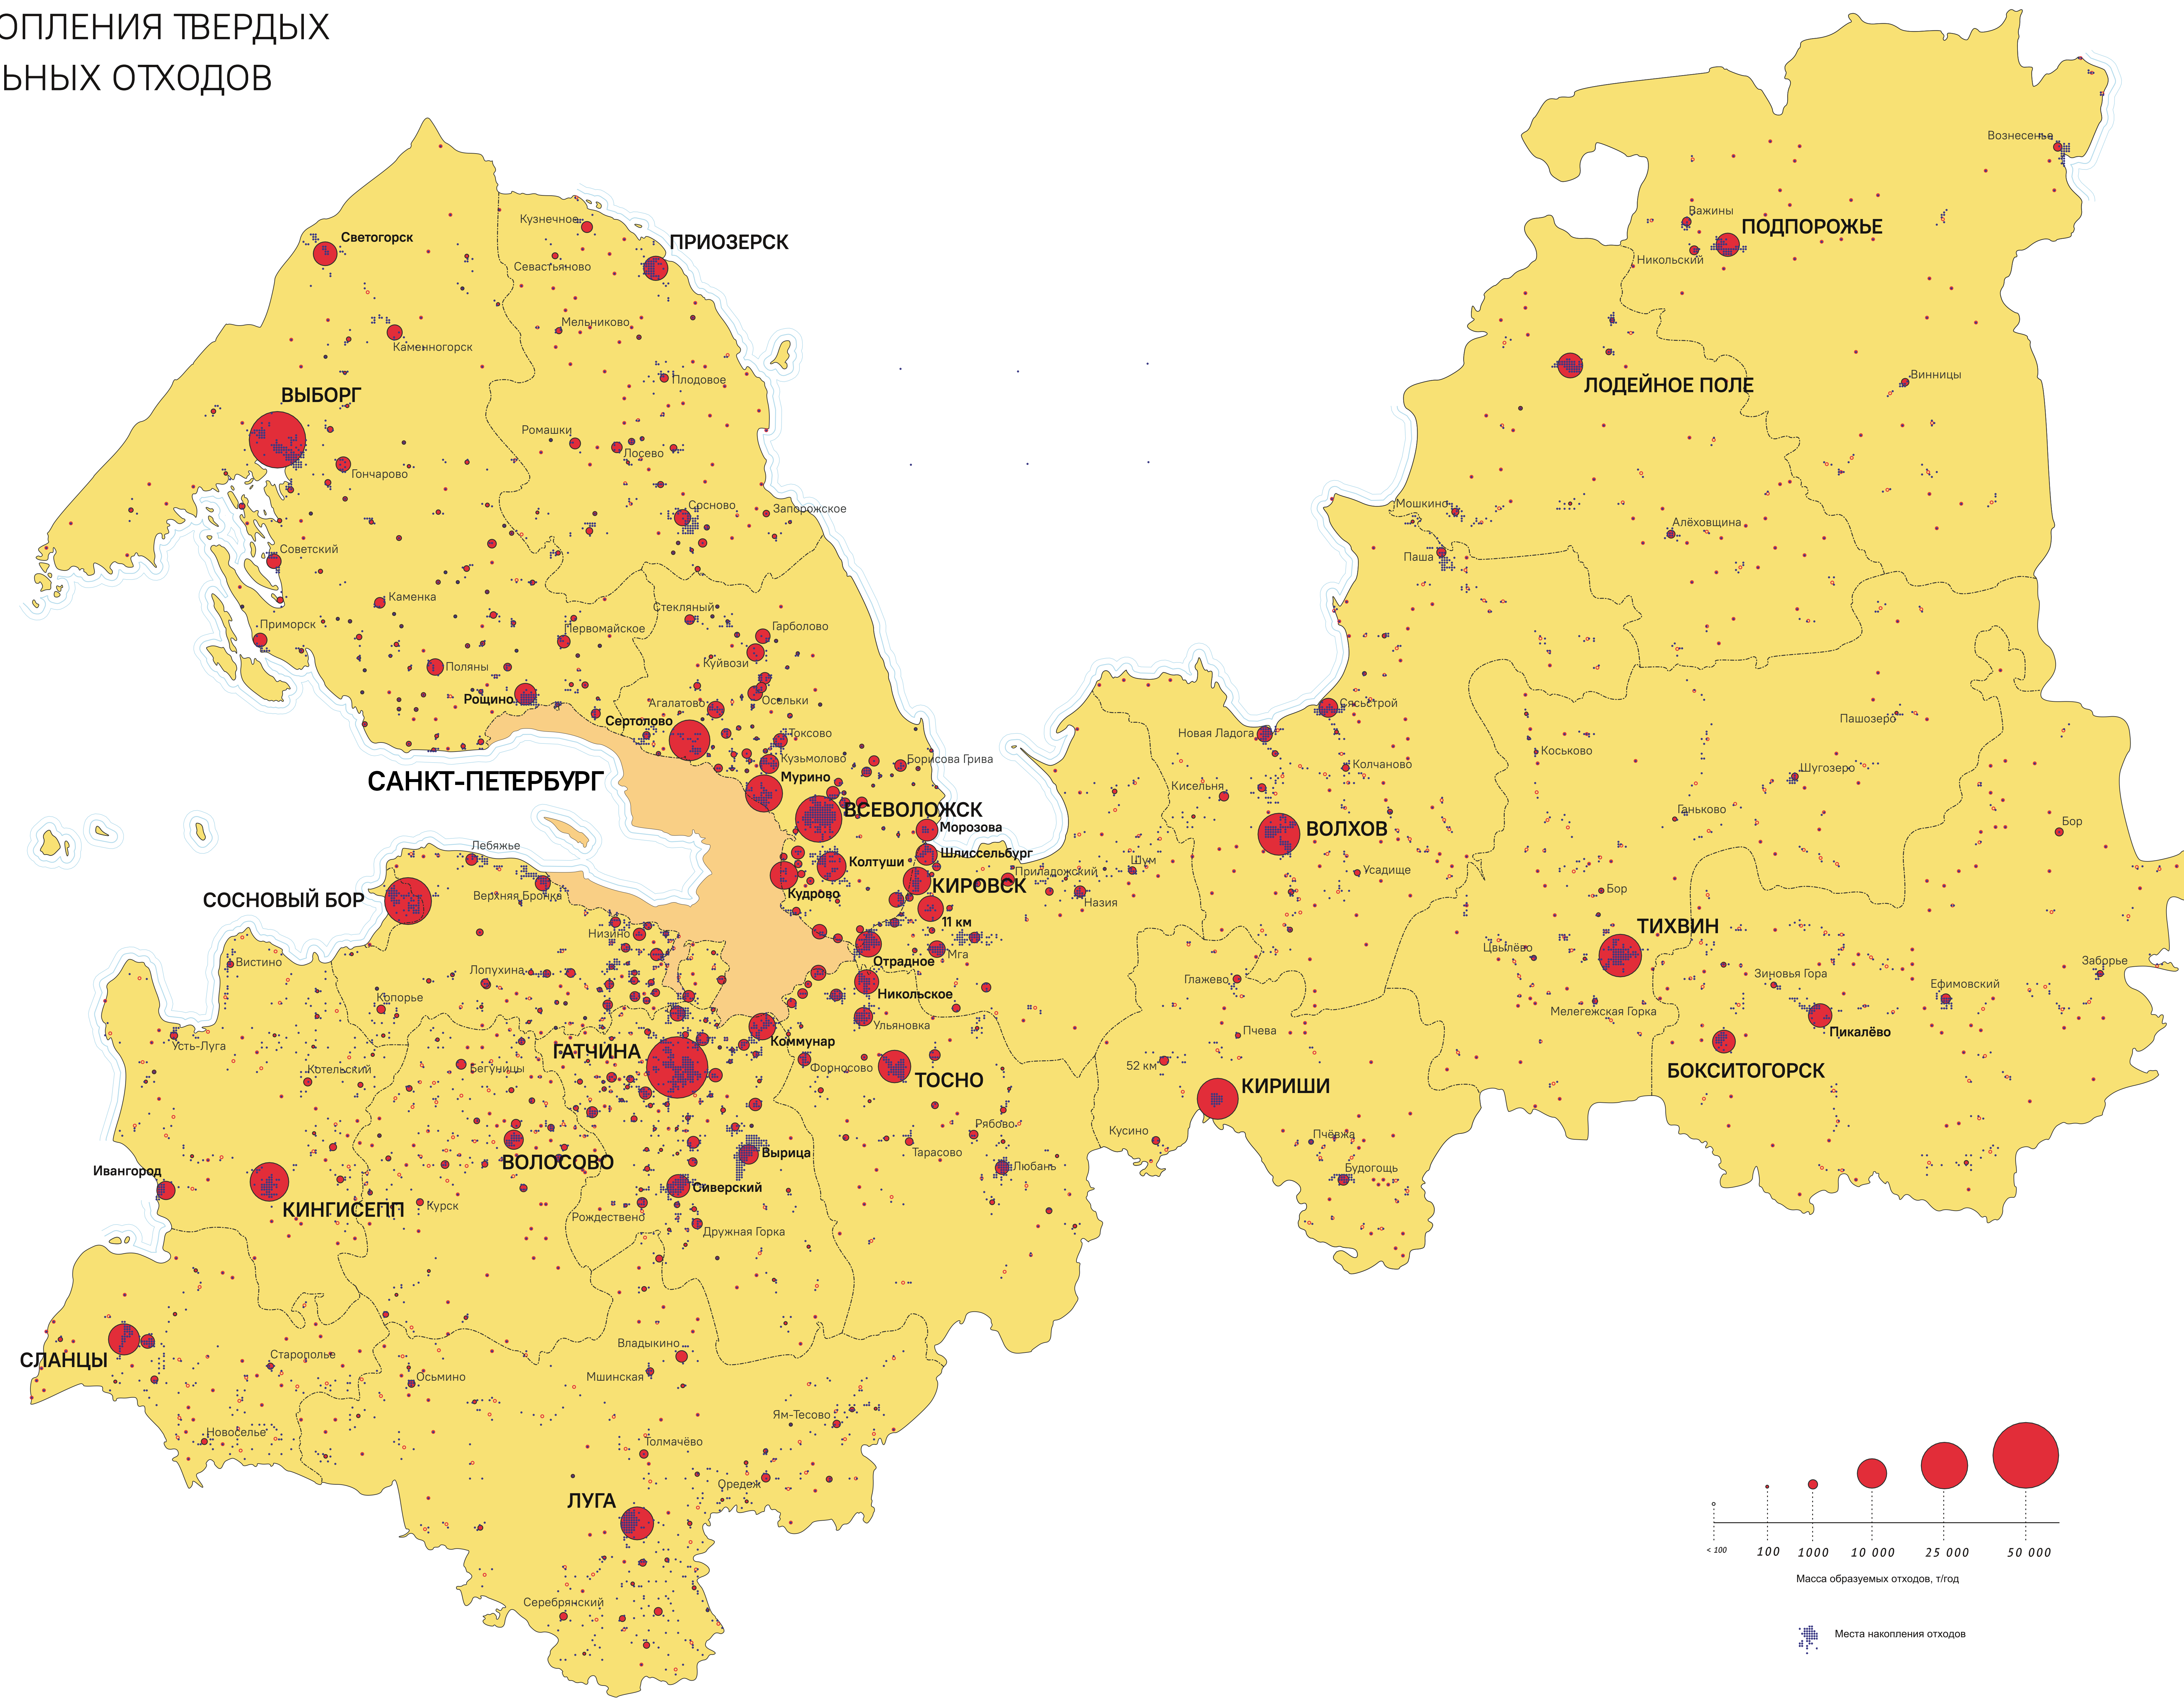 ОПЛЕНИЯ ТВЕРДЫХ
ЬНЫХ ОТХОДОВ
Вознесенье
Важины
ПОДПОРОЖЬЕ
Никольский
Кузнечное
Светогорск
ПРИОЗЕРСК
Севастьяново
Мельниково
Каменногорск
Плодовое
ЛОДЕЙНОЕ ПОЛЕ
Винницы
ВЫБОРГ
Ромашки
Лосево
Гончарово
Сосново
Запорожское
Мошкино
Алёховщина
Советский
Паша
Каменка
Стекляный
Приморск
Первомайское
Гарболово
Поляны
Куйвози
Рощино
Агалатово
Осельки
Сясьстрой
Сертолово
Токсово
Новая Ладога
Пашозеро
Коськово
Кузьмолово
Борисова Грива
Колчаново
Шугозеро
САНКТ-ПЕТЕРБУРГ
Мурино
Кисельня
ВСЕВОЛОЖСК
Ганьково
Морозова
ВОЛХОВ
Бор
Лебяжье
Шлиссельбург
Колтуши
Шум
Приладожский
Усадище
КИРОВСК
Кудрово
Бор
СОСНОВЫЙ БОР
Верхняя Бронка
Назия
11 км
ТИХВИН
Низино
Цвылёво
Мга
Вистино
Отрадное
Заборье
Лопухина
Зиновья Гора
Глажево
Ефимовский
Копорье
Никольское
Мелегежская Горка
Ульяновка
Пчева
Пикалёво
Усть-Луга
Коммунар
ГАТЧИНА
52 км
Котельский
Бегуницы
Форносово
БОКСИТОГОРСК
ТОСНО
КИРИШИ
Рябово
Кусино
Пчёвжа
Тарасово
Вырица
ВОЛОСОВО
Любань
Будогощь
Ивангород
Сиверский
КИНГИСЕПП
Курск
Рождествено
Дружная Горка
Владыкино
СЛАНЦЫ
Старополье
Осьмино
Мшинская
Ям-Тесово
Новоселье
Толмачёво
Оредеж
ЛУГА
Серебрянский
< 100
100
1000
10 000
25 000
50 000
Масса образуемых отходов, т/год
Места накопления отходов